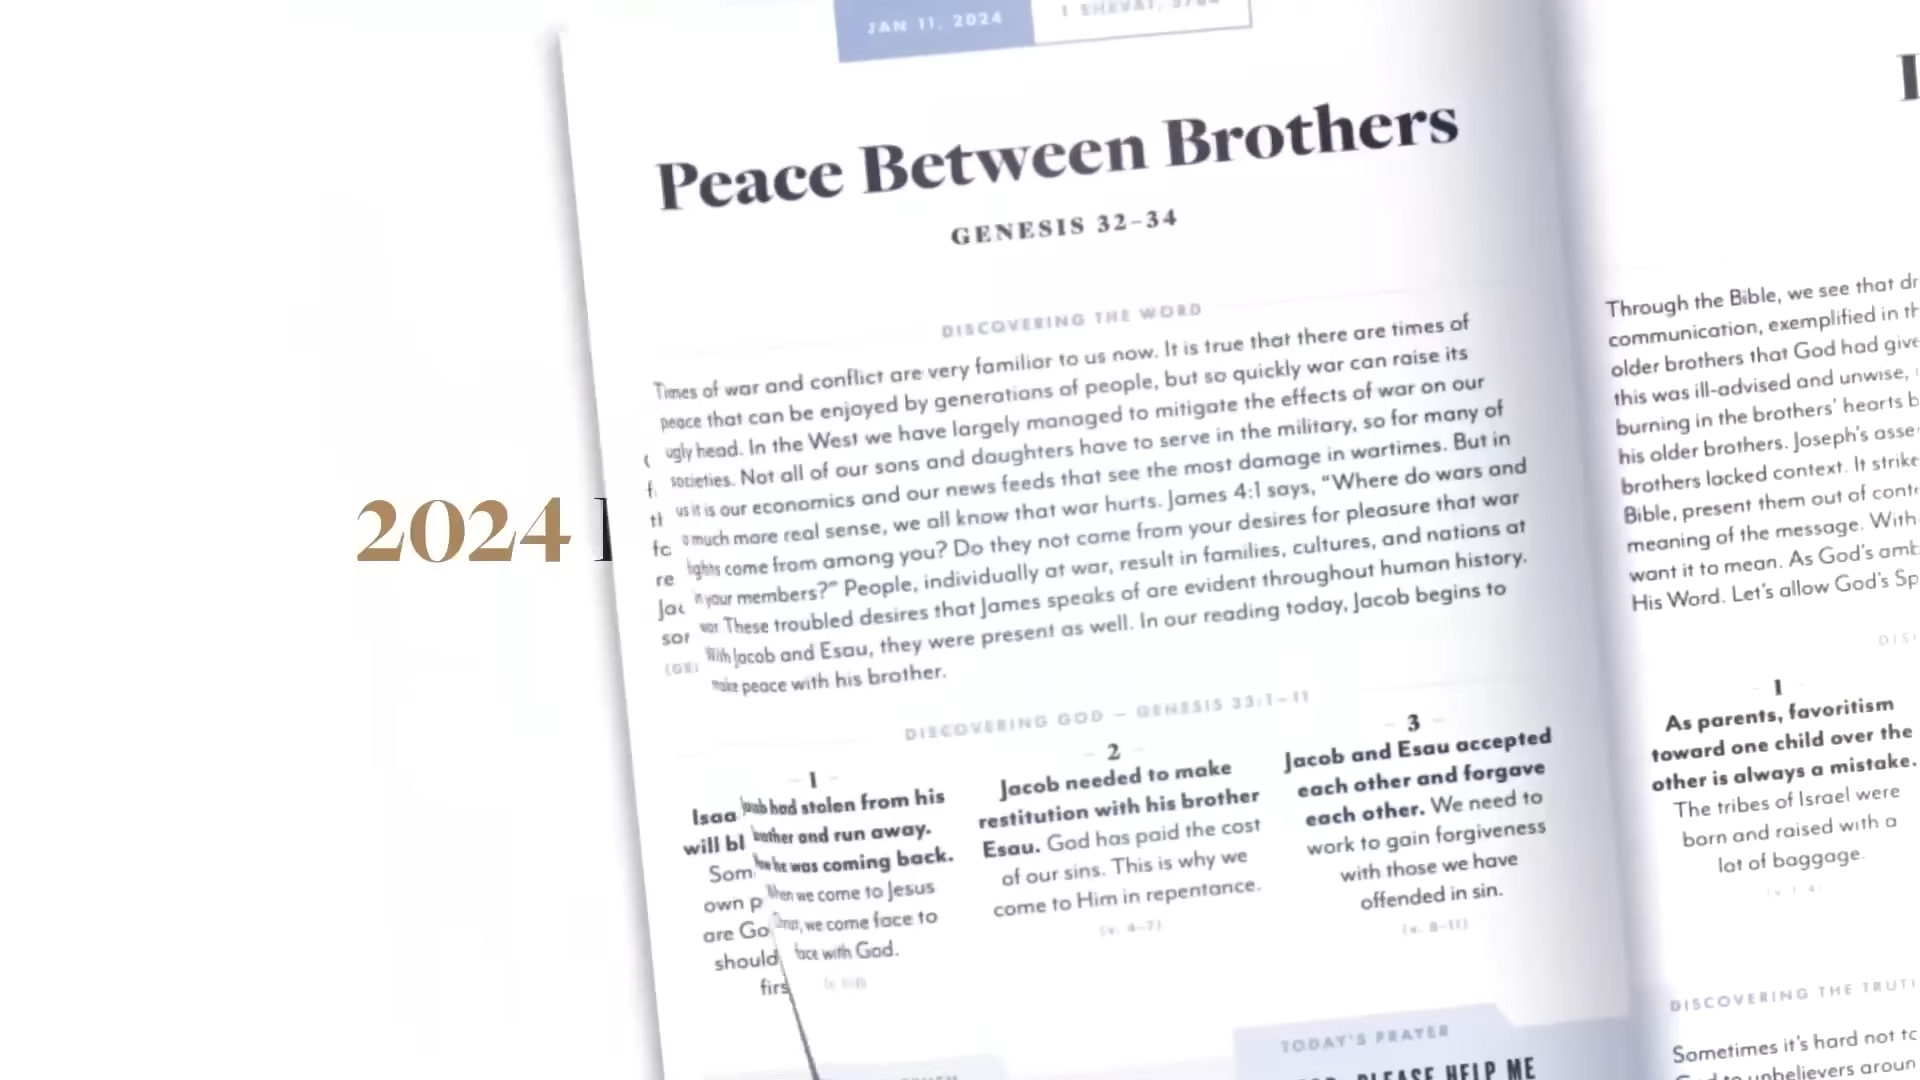 2024
JAN 11, 2024
Peace Between Brothers
GENESIS 32–34
DISCOVERING THE WORD
Times of war and conflict are very familiar to us now. It is true that there are times of
peace that can be enjoyed by generations of people, but so quickly war can raise its
ugly head. In the West we have largely managed to mitigate the effects of war on our
societies. Not all of our sons and daughters have to serve in the military, so for many of
us it is our economics and our news feeds that see the most damage in wartimes. But in
a much more real sense, we all know that war hurts. James 4:1 says, “Where do wars and
fights come from among you? Do they not come from your desires for pleasure that war
in your members?” People, individually at war, result in families, cultures, and nations at
war. These troubled desires that James speaks of are evident throughout human history.
With Jacob and Esau, they were present as well. In our reading today, Jacob begins to
make peace with his brother.
DISCOVERING GOD – GENESIS 33:1–11
1
Jacob had stolen from his
brother and run away.
he was coming back.
When we come to Jesus
we come face to
face with God.
Isaa
will bl
Som
own p
are Go
should
firs
2
Jacob needed to make
restitution with his brother
Esau. God has paid the cost
of our sins. This is why we
come to Him in repentance.
(v. 4–7)
3
Jacob and Esau accepted
each other and forgave
each other. We need to
work to gain forgiveness
with those we have
offended in sin.
(v. 8–11)
TODAY'S PRAYER
PLEASE HELP ME
Through the Bible, we see that dr
communication, exemplified in th
older brothers that God had give
this was ill-advised and unwise,
burning in the brothers’ hearts b
his older brothers. Joseph’s asse
brothers lacked context. It strike
Bible, present them out of conte
meaning of the message. With
want it to mean. As God’s amb
His Word. Let’s allow God’s Sp
1
As parents, favoritism
toward one child over the
other is always a mistake.
The tribes of Israel were
born and raised with a
lot of baggage.
DISCOVERING THE TRUT
Sometimes it’s hard not to
unbelievers aroun